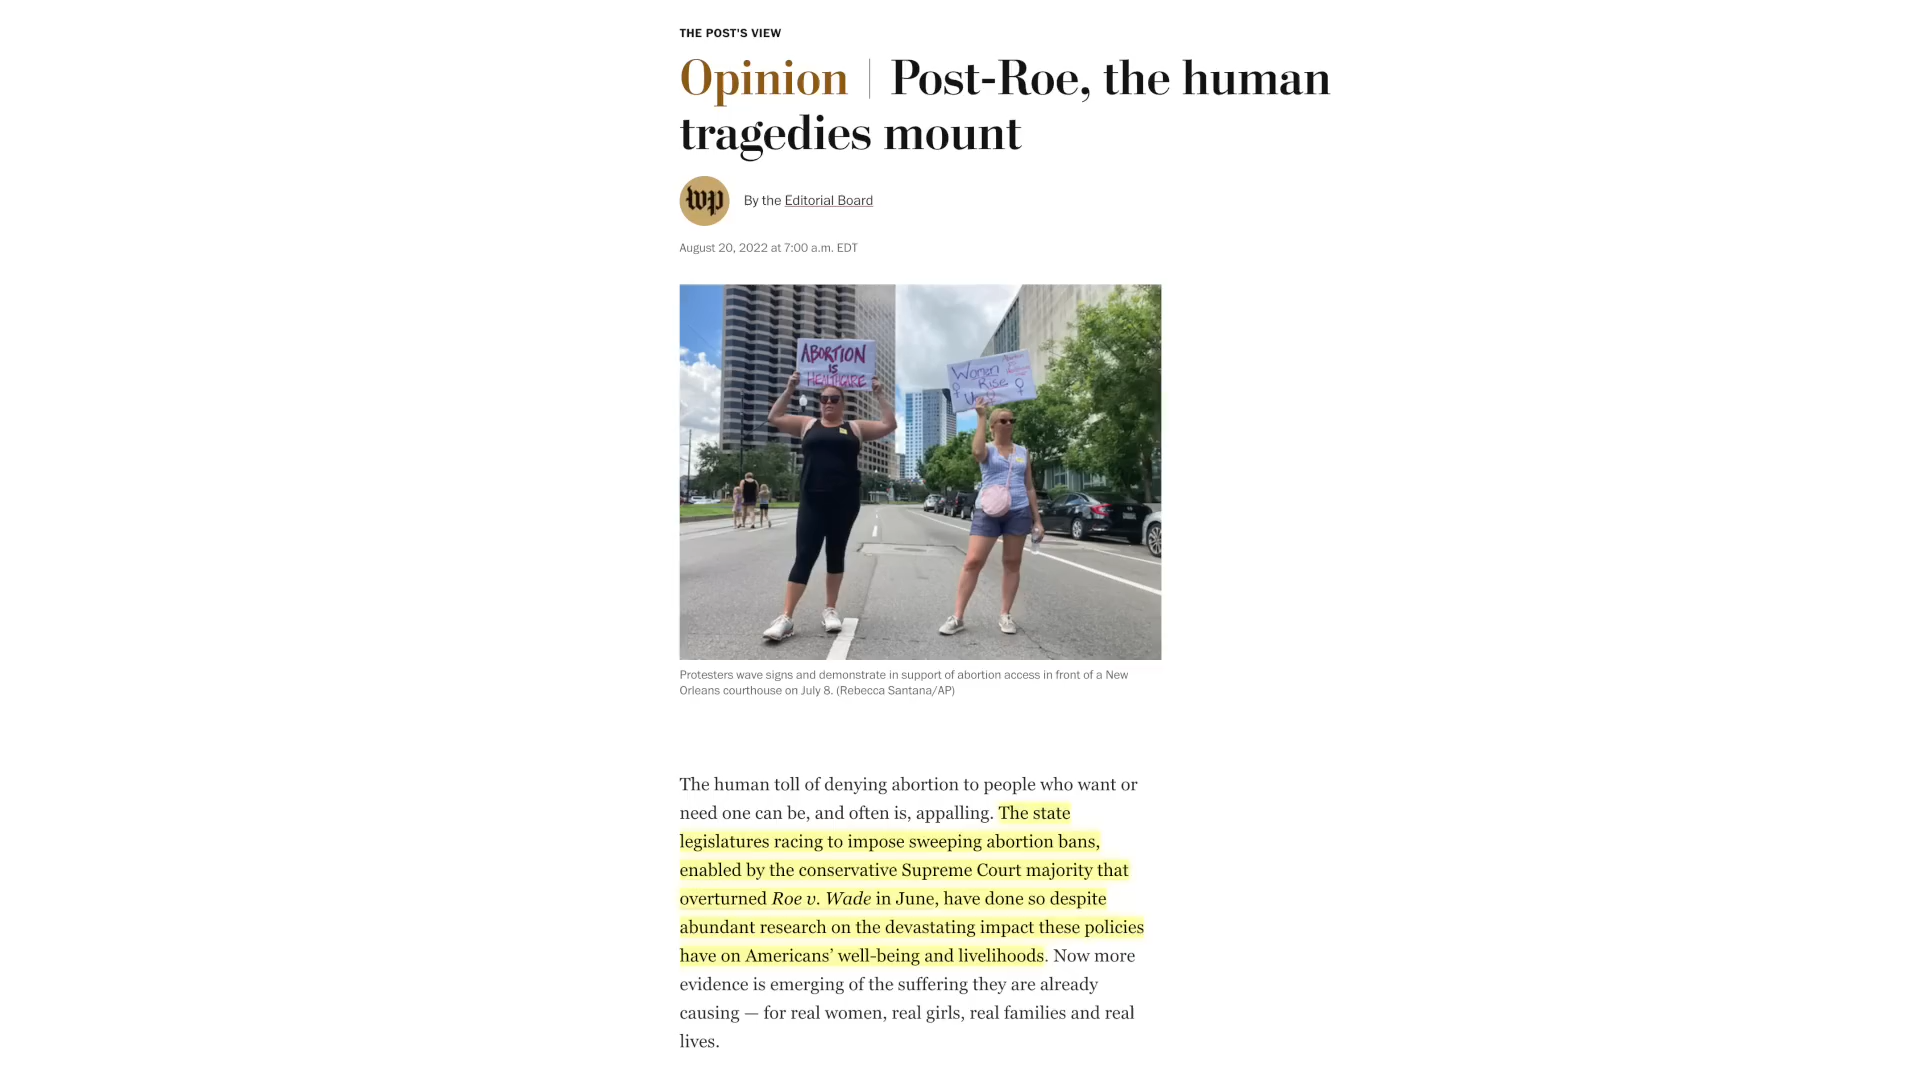 THE POST'S VIEW
Opinion | Post-Roe, the human
tragedies mount
wp
By the Editorial Board
August 20, 2022 at 7:00 a.m. EDT
ABORTION
IS
HEALTHCARE
Women
Rise
Protesters wave signs and demonstrate in support of abortion access in front of a New
Orleans courthouse on July 8. (Rebecca Santana/AP)
The human toll of denying abortion to people who want or
need one can be, and often is, appalling. The state
legislatures racing to impose sweeping abortion bans,
enabled by the conservative Supreme Court majority that
overturned Roe v. Wade in June, have done so despite
abundant research on the devastating impact these policies
have on Americans’ well-being and livelihoods. Now more
evidence is emerging of the suffering they are already
causing — for real women, real girls, real families and real
lives.